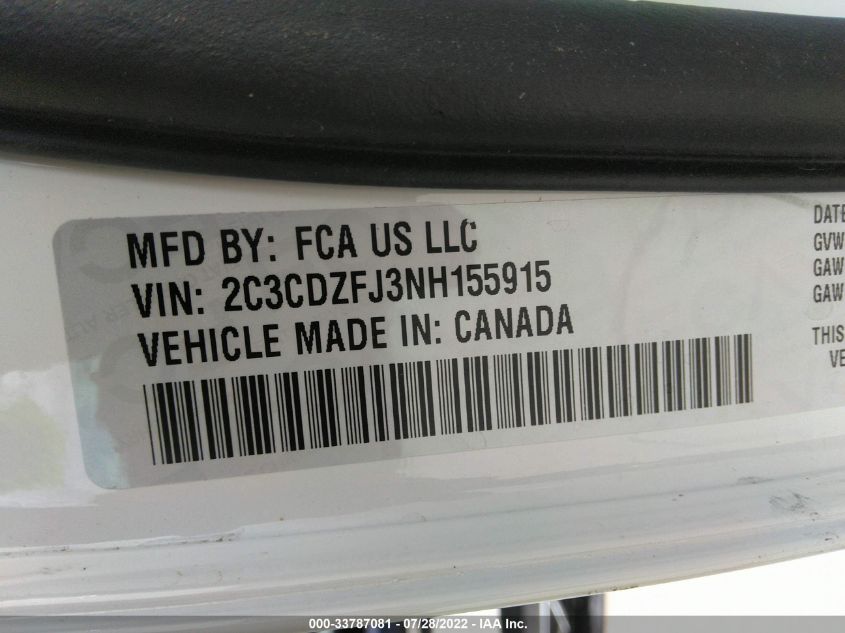 MFD BY: FCA US LLC
VIN: 2C3CDZFJ3NH155915
VEHICLE MADE IN: CANADA
DATE
GVW
GAW
GAW
THIS
VE
000-33787081 - 07/28/2022 - IAA Inc.